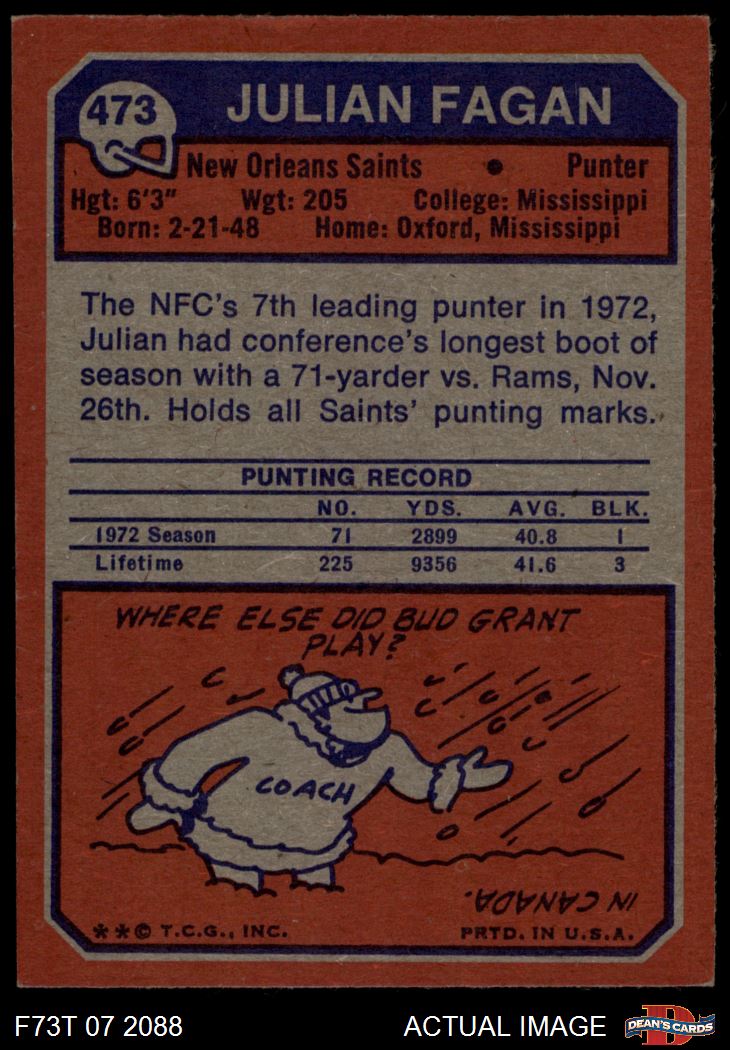 473
JULIAN FAGAN
New Orleans Saints • Punter
Hgt: 6'3" Wgt: 205 College: Mississippi
Born: 2-21-48 Home: Oxford, Mississippi
The NFC's 7th leading punter in 1972,
Julian had conference's longest boot of
season with a 71-yarder vs. Rams, Nov.
26th. Holds all Saints' punting marks.
PUNTING RECORD
NO. YDS. AVG. BLK.
1972 Season 71 2899 40.8 1
Lifetime 225 9356 41.6 3
WHERE ELSE DID BUD GRANT
PLAY?
COACH
IN CANADA.
**© T.C.G., INC. PRTD. IN U.S.A.
F73T 07 2088 ACTUAL IMAGE
D
DEAN'S CARDS